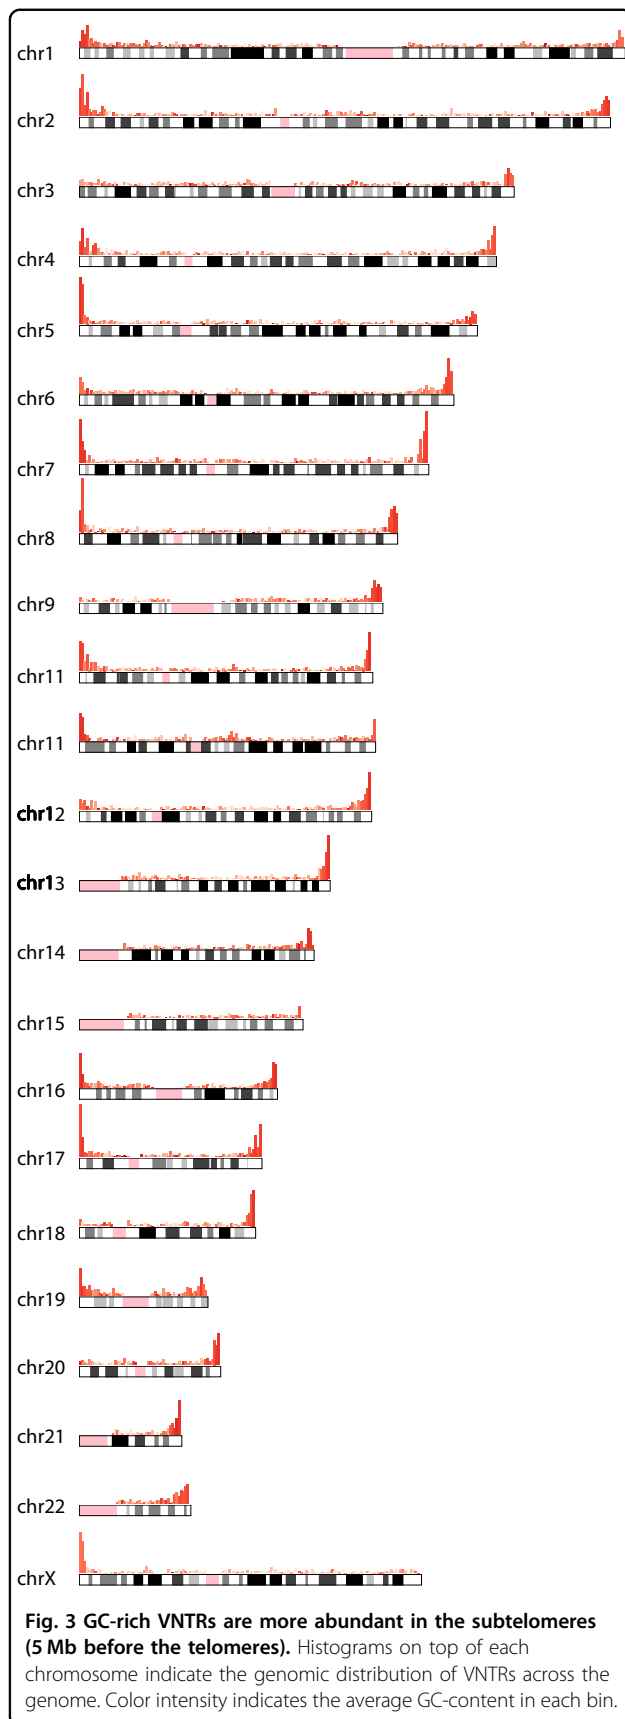 chr1
chr2
chr3
chr4
chr5
chr6
chr7
chr8
chr9
chr11
chr11
chr12
chr13
chr14
chr15
chr16
chr17
chr18
chr19
chr20
chr21
chr22
chrX
Fig. 3 GC-rich VNTRs are more abundant in the subtelomeres
(5 Mb before the telomeres). Histograms on top of each
chromosome indicate the genomic distribution of VNTRs across the
genome. Color intensity indicates the average GC-content in each bin.